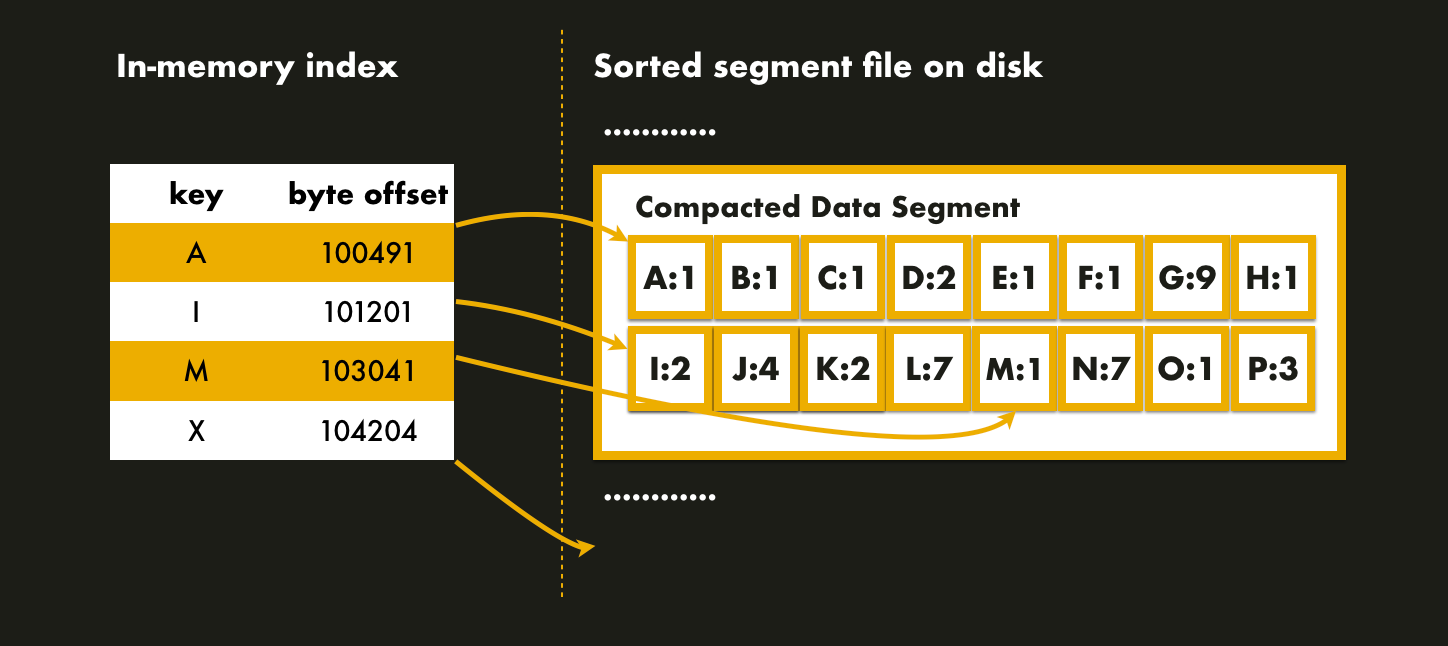 In-memory index
Sorted segment file on disk
............
key byte offset
A 100491
I 101201
M 103041
X 104204
Compacted Data Segment
A:1 B:1 C:1 D:2 E:1 F:1 G:9 H:1
I:2 J:4 K:2 L:7 M:1 N:7 O:1 P:3
............